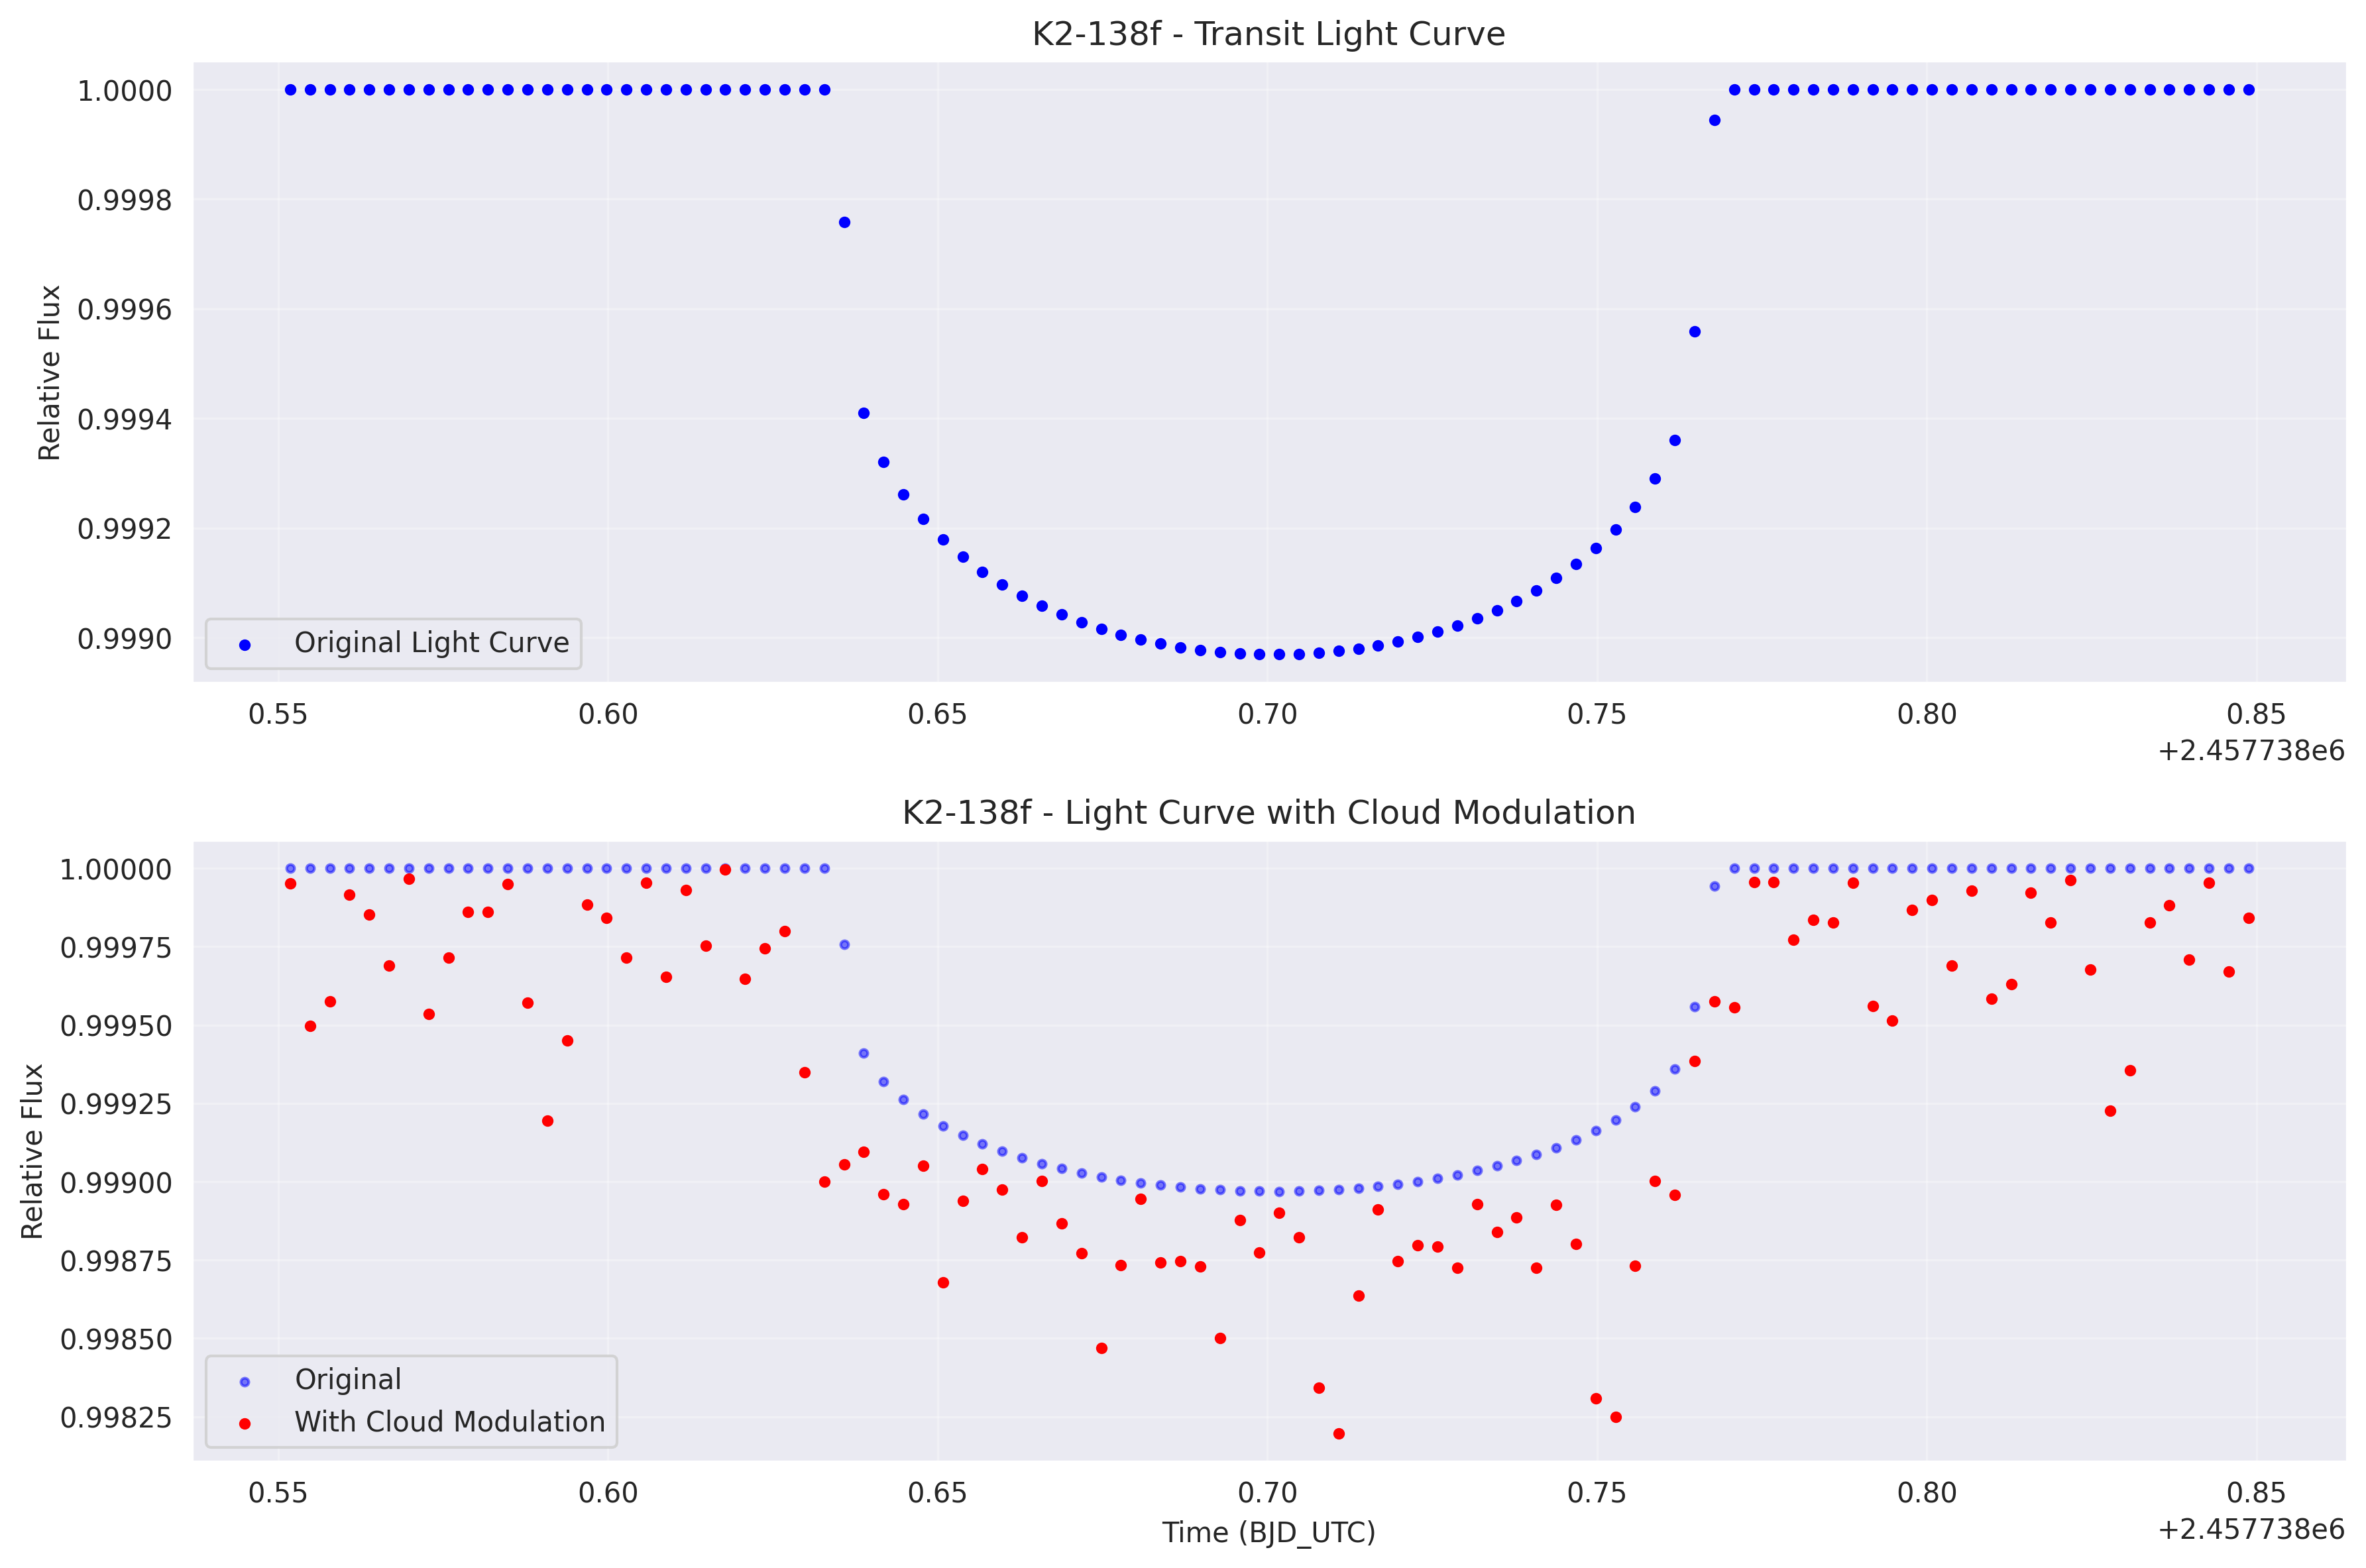 K2-138f - Transit Light Curve
Relative Flux
1.0000
0.9998
0.9996
0.9994
0.9992
0.9990
Original Light Curve
0.55 0.60 0.65 0.70 0.75 0.80 0.85
+2.457738e6
K2-138f - Light Curve with Cloud Modulation
Relative Flux
1.00000
0.99975
0.99950
0.99925
0.99900
0.99875
0.99850
0.99825
Original
With Cloud Modulation
0.55 0.60 0.65 0.70 0.75 0.80 0.85
Time (BJD_UTC)
+2.457738e6